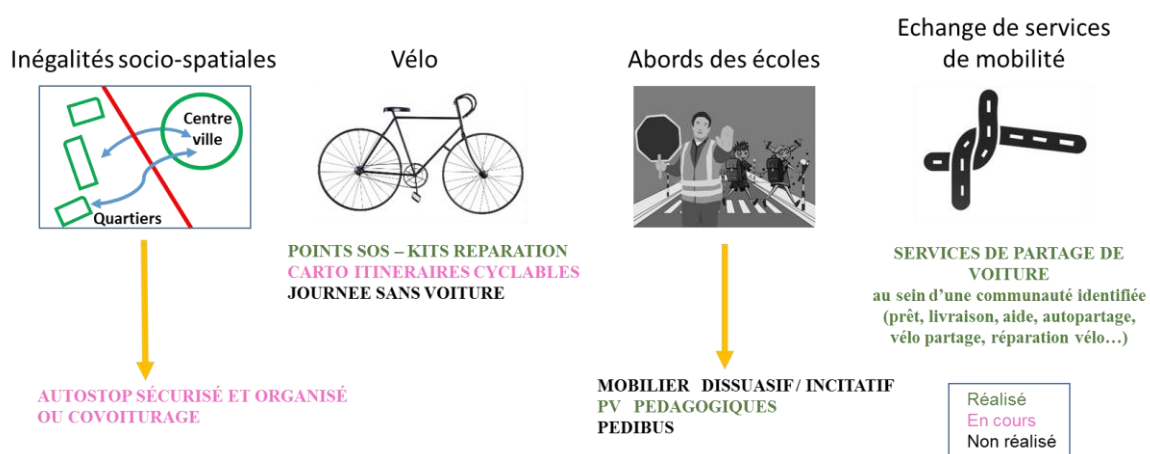 Inégalités socio-spatiales
Centre
ville
Quartiers
AUTOSTOP SÉCURISÉ ET ORGANISÉ
OU COVOITURAGE
Vélo
POINTS SOS – KITS REPARATION
CARTO ITINERAIRES CYCLABLES
JOURNEE SANS VOITURE
Abords des écoles
MOBILIER DISSUASIF / INCITATIF
PV PEDAGOGIQUES
PEDIBUS
Echange de services
de mobilité
SERVICES DE PARTAGE DE
VOITURE
au sein d'une communauté identifiée
(prêt, livraison, aide, autopartage,
vélo partage, réparation vélo…)
Réalisé
En cours
Non réalisé